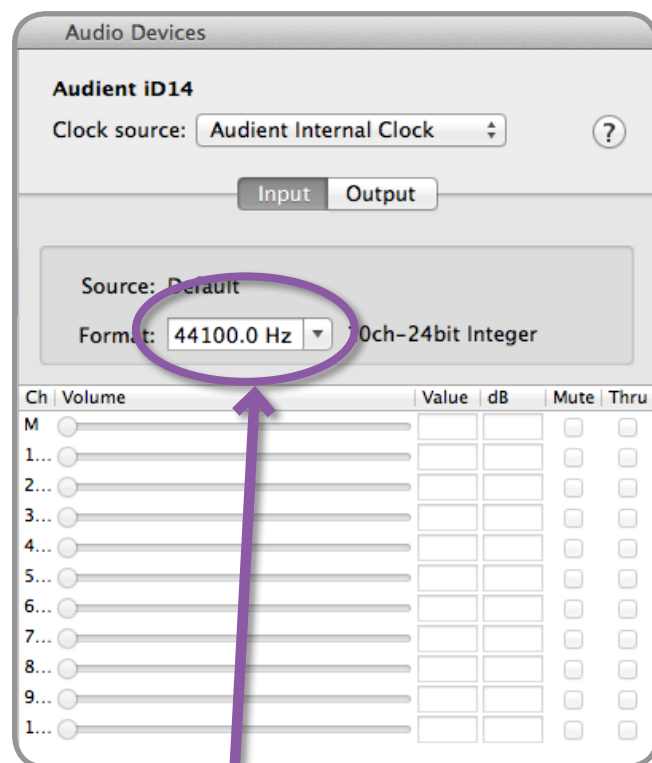 Audio Devices
Audient iD14
Clock source: Audient Internal Clock ?
Input Output
Source: Default
Format: 44100.0 Hz 10ch-24bit Integer
Ch Volume Value dB Mute Thru
M
1...
2...
3...
4...
5...
6...
7...
8...
9...
1...